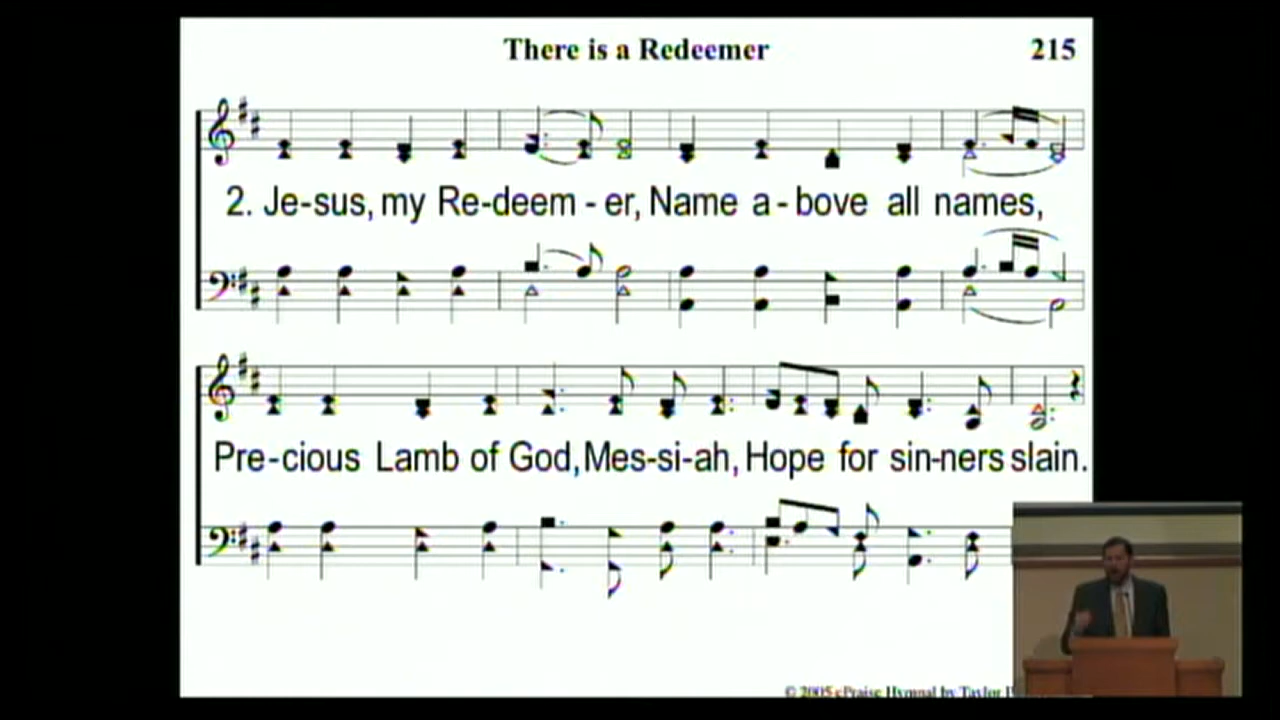 There is a Redeemer 215
2. Je-sus, my Re-deem - er, Name a - bove all names,
Pre-cious Lamb of God, Mes-si-ah, Hope for sin-ners slain.
© 2005 ePraise Hymnal by Taylor